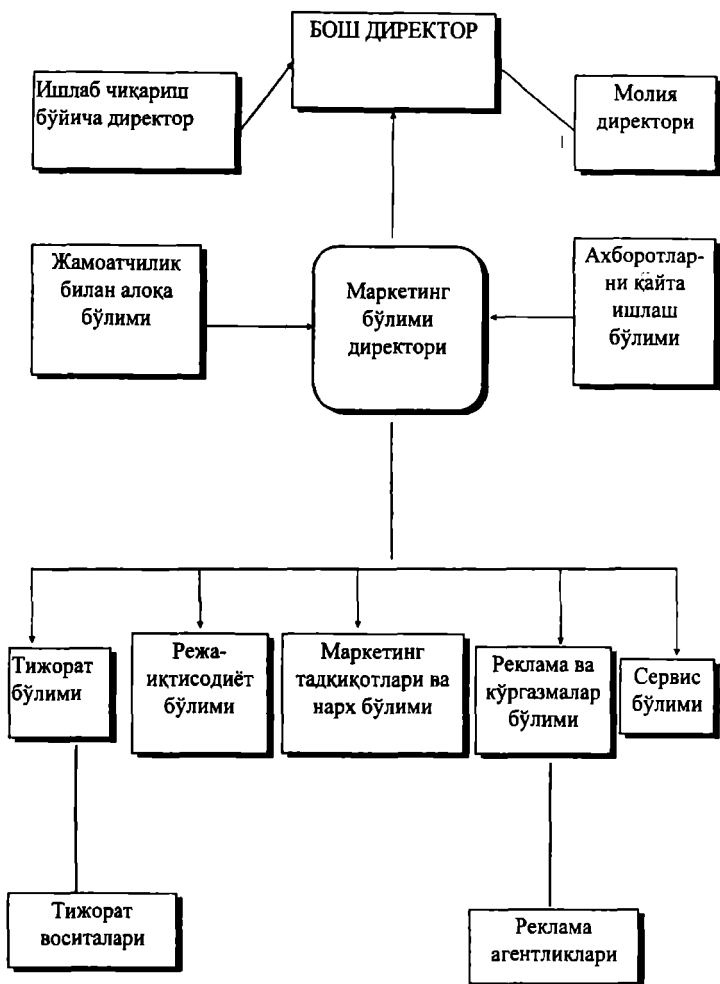 БОШ ДИРЕКТОР
Ишлаб чиқариш
бўйича директор
Молия
директори
Жамоатчилик
билан алоқа
бўлими
Маркетинг
бўлими
директори
Ахборотлар-
ни қайта
ишлаш
бўлими
Тижорат
бўлими
Режа-
иқтисодиёт
бўлими
Маркетинг
тадқиқотлари ва
нарх бўлими
Реклама ва
кўргазмалар
бўлими
Сервис
бўлими
Тижорат
воситалари
Реклама
агентликлари